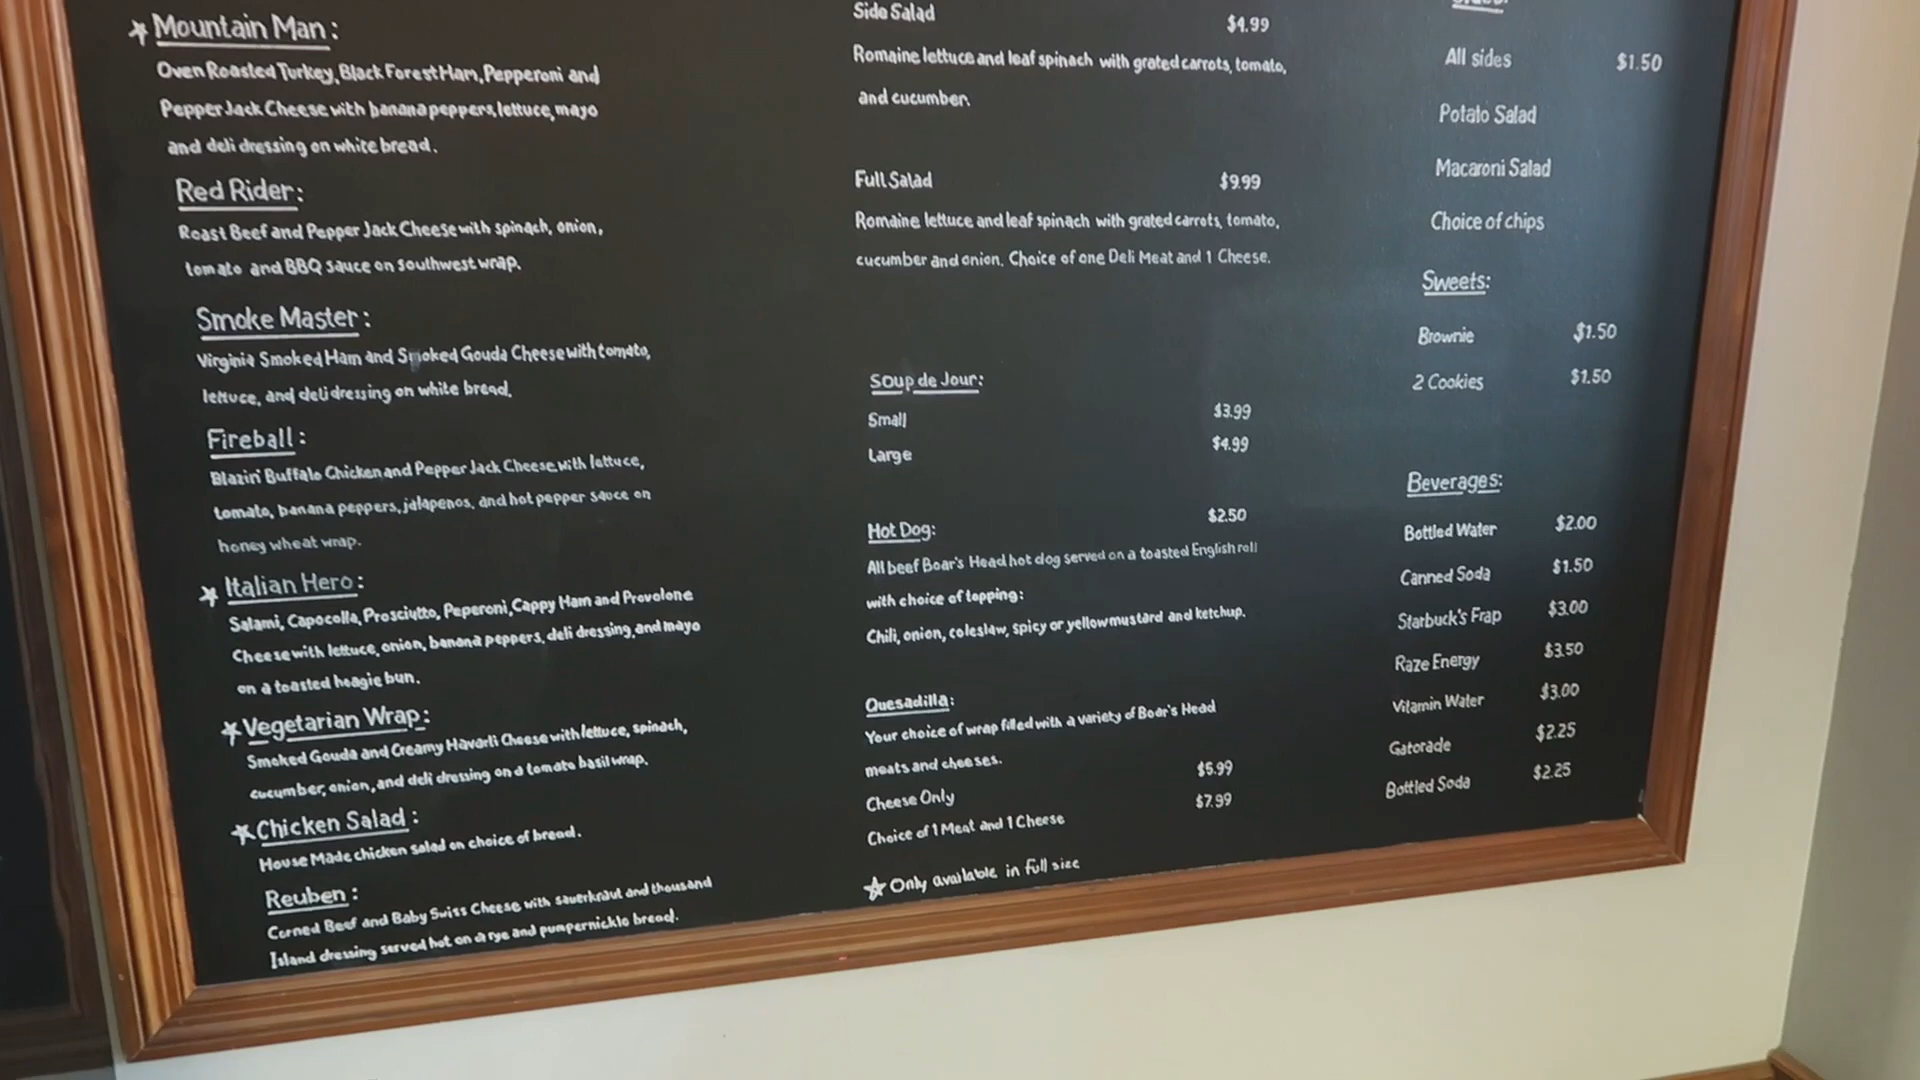 ☆ Mountain Man:
Oven Roasted Turkey, Black Forest Ham, Pepperoni and
Pepper Jack Cheese with banana peppers, lettuce, mayo
and deli dressing on white bread.
Red Rider:
Roast Beef and Pepper Jack Cheese with spinach, onion,
tomato and BBQ sauce on southwest wrap.
Smoke Master:
Virginia Smoked Ham and Smoked Gouda Cheese with tomato,
lettuce, and deli dressing on white bread.
Fireball:
Blazin' Buffalo Chicken and Pepper Jack Cheese with lettuce,
tomato, banana peppers, jalapenos, and hot pepper sauce on
honey wheat wrap.
☆ Italian Hero:
Salami, Capocolla, Prosciutto, Peperoni, Cappy Ham and Provolone
Cheese with lettuce, onion, banana peppers, deli dressing, and mayo
on a toasted hoagie bun.
☆ Vegetarian Wrap:
Smoked Gouda and Creamy Havarti Cheese with lettuce, spinach,
cucumber, onion, and deli dressing on a tomato basil wrap.
☆ Chicken Salad:
House Made chicken salad on choice of bread.
Reuben:
Corned Beef and Baby Swiss Cheese with sauerkraut and thousand
Island dressing served hot on a rye and pumpernickle bread.
Side Salad $4.99
Romaine lettuce and leaf spinach with grated carrots, tomato,
and cucumber.
Full Salad $9.99
Romaine lettuce and leaf spinach with grated carrots, tomato,
cucumber and onion. Choice of one Deli Meat and 1 Cheese.
Soup de Jour:
Small $3.99
Large $4.99
Hot Dog: $2.50
All beef Boar's Head hot dog served on a toasted English roll
with choice of topping:
Chili, onion, coleslaw, spicy or yellow mustard and ketchup.
Quesadilla:
Your choice of wrap filled with a variety of Boar's Head
meats and cheeses.
Cheese Only $5.99
Choice of 1 Meat and 1 Cheese $7.99
☆ Only available in full size
All sides $1.50
Potato Salad
Macaroni Salad
Choice of chips
Sweets:
Brownie $1.50
2 Cookies $1.50
Beverages:
Bottled Water $2.00
Canned Soda $1.50
Starbuck's Frap $3.00
Raze Energy $3.50
Vitamin Water $3.00
Gatorade $2.25
Bottled Soda $2.25